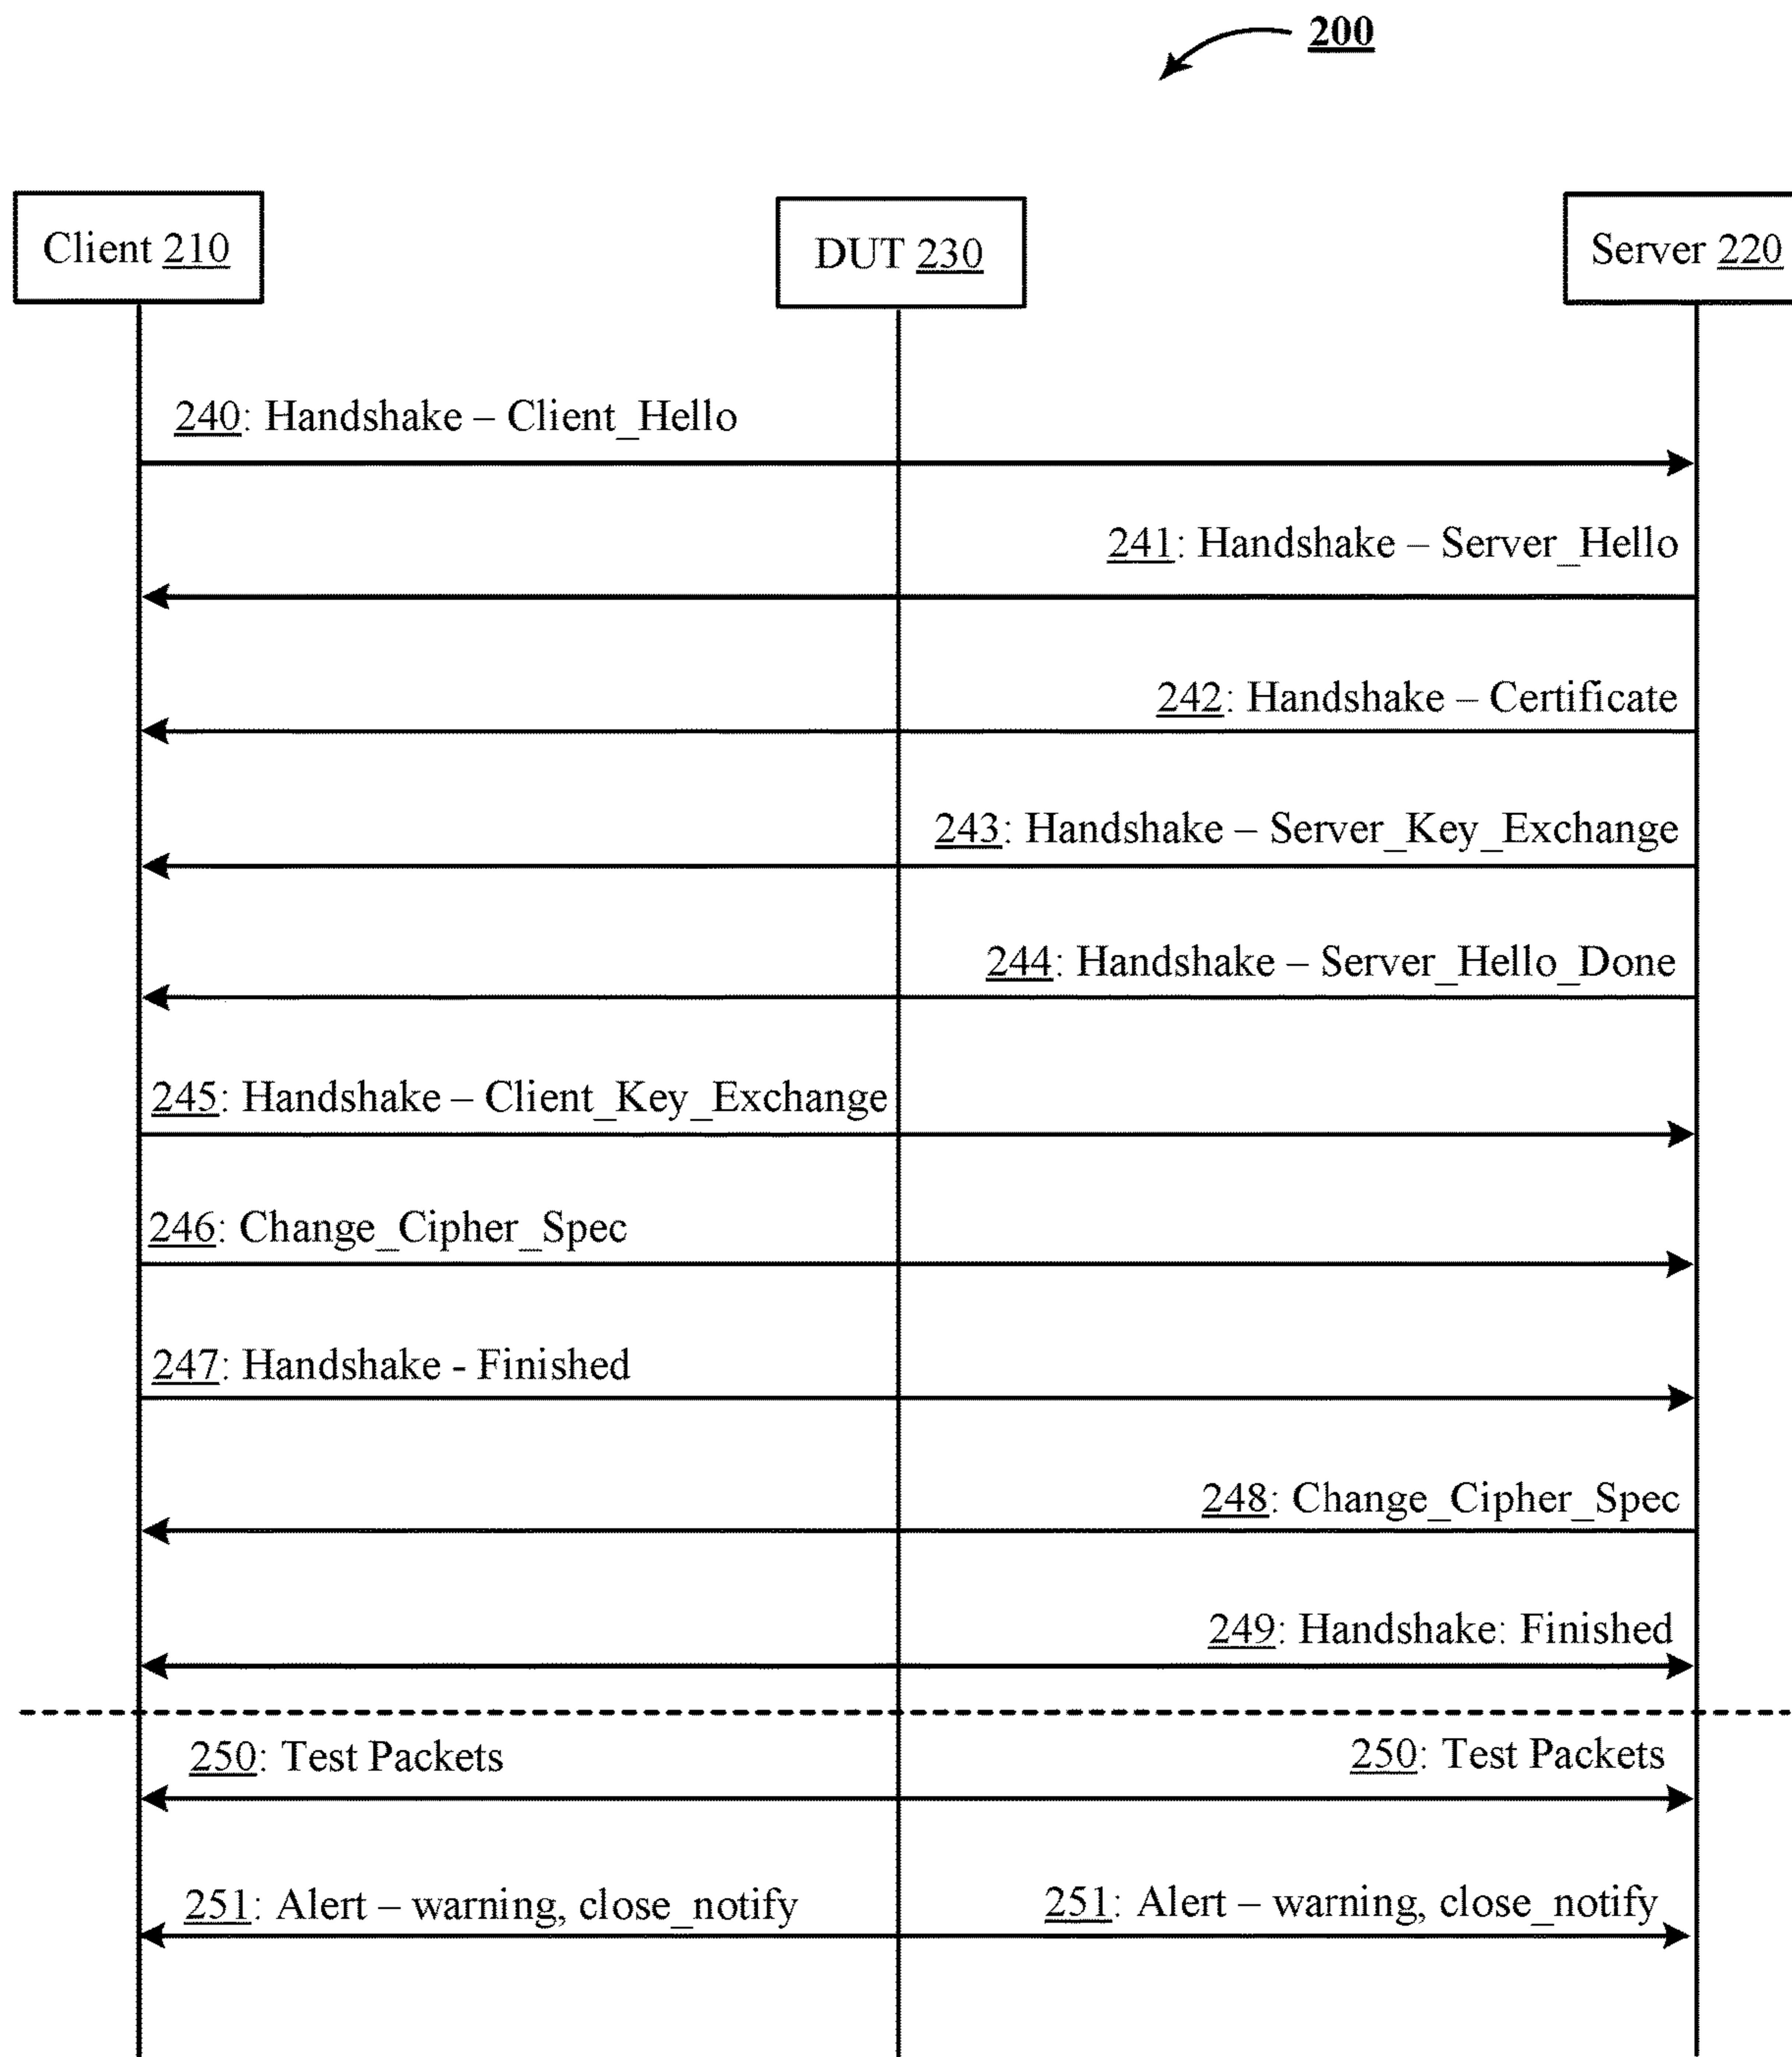 200
Client 210
DUT 230
Server 220
240: Handshake – Client_Hello
241: Handshake – Server_Hello
242: Handshake – Certificate
243: Handshake – Server_Key_Exchange
244: Handshake – Server_Hello_Done
245: Handshake – Client_Key_Exchange
246: Change_Cipher_Spec
247: Handshake - Finished
248: Change_Cipher_Spec
249: Handshake: Finished
250: Test Packets
250: Test Packets
251: Alert – warning, close_notify
251: Alert – warning, close_notify